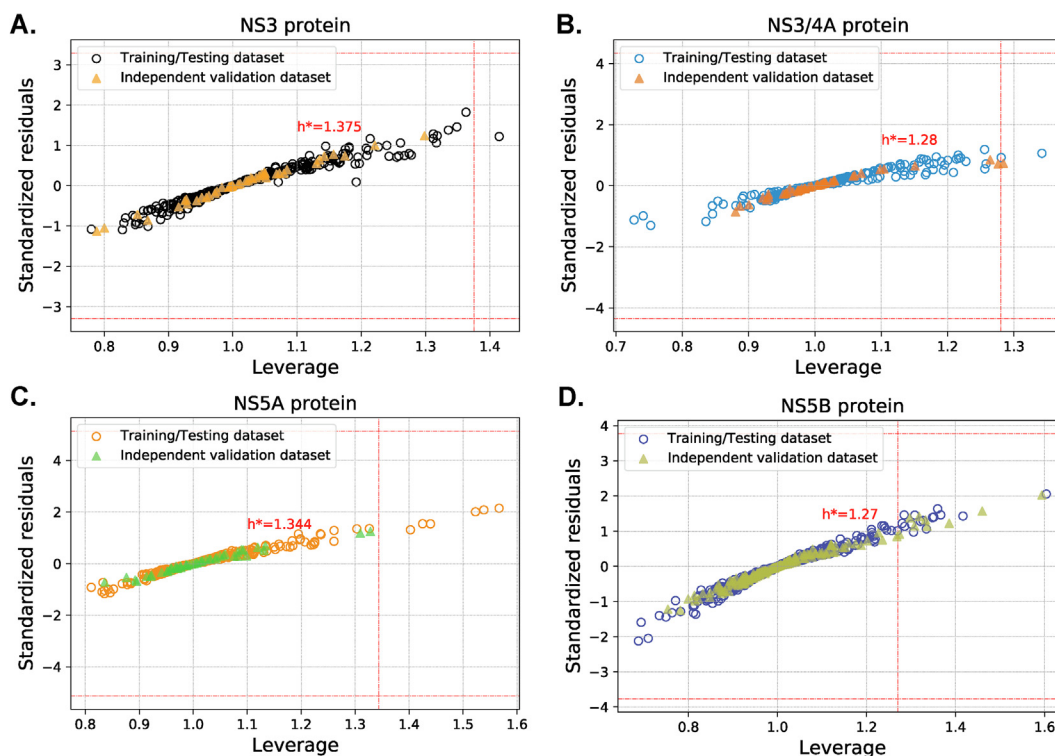 A.
NS3 protein
Standardized residuals
3
2
1
0
−1
−2
−3
Training/Testing dataset
Independent validation dataset
h*=1.375
0.8 0.9 1.0 1.1 1.2 1.3 1.4
Leverage
B.
NS3/4A protein
Standardized residuals
4
2
0
−2
−4
Training/Testing dataset
Independent validation dataset
h*=1.28
0.7 0.8 0.9 1.0 1.1 1.2 1.3
Leverage
C.
NS5A protein
Standardized residuals
4
2
0
−2
−4
Training/Testing dataset
Independent validation dataset
h*=1.344
0.8 0.9 1.0 1.1 1.2 1.3 1.4 1.5 1.6
Leverage
D.
NS5B protein
Standardized residuals
4
3
2
1
0
−1
−2
−3
−4
Training/Testing dataset
Independent validation dataset
h*=1.27
0.8 1.0 1.2 1.4 1.6
Leverage